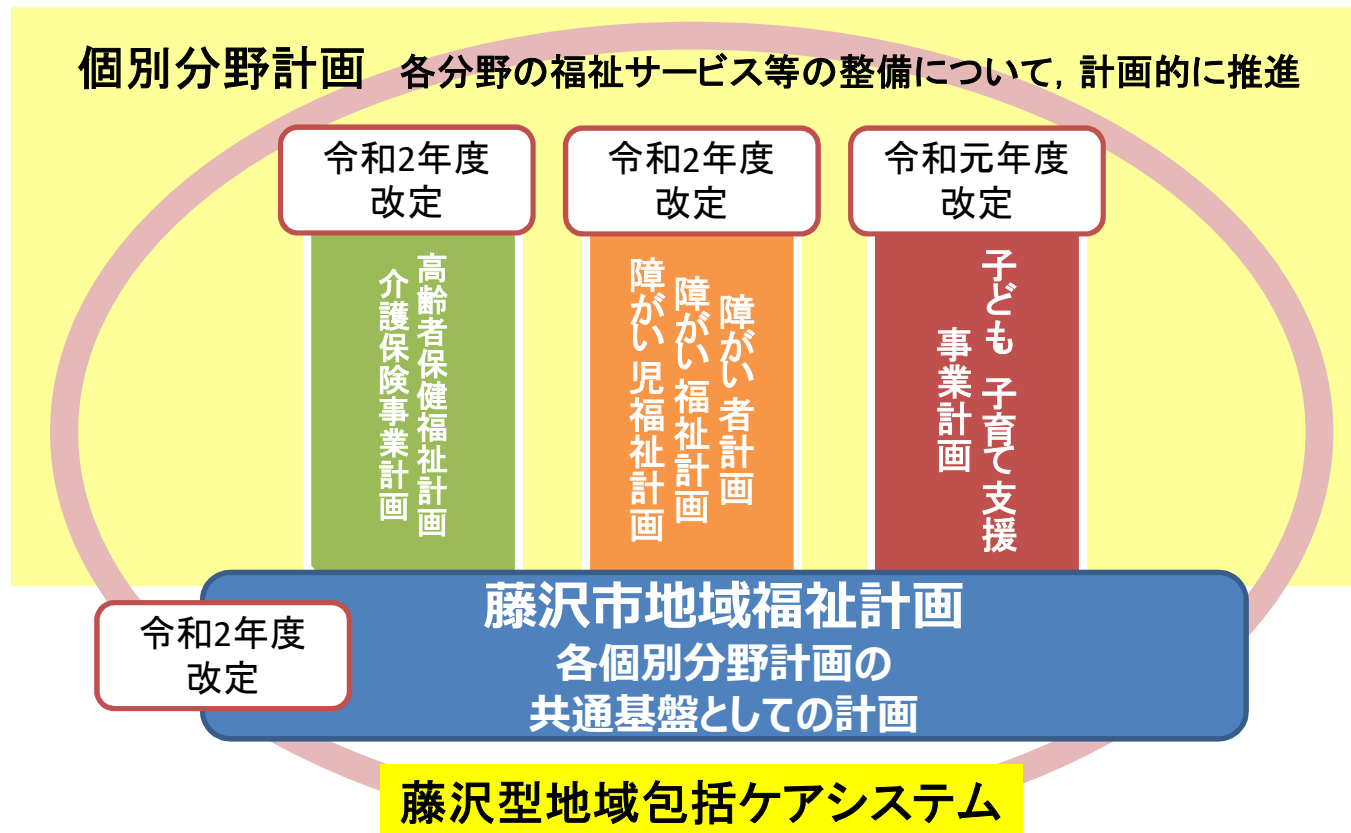 個別分野計画　各分野の福祉サービス等の整備について，計画的に推進
令和2年度
改定
令和2年度
改定
令和元年度
改定
高齢者保健福祉計画
介護保険事業計画
障がい者計画
障がい福祉計画
障がい児福祉計画
子ども 子育て支援
事業計画
令和2年度
改定
藤沢市地域福祉計画
各個別分野計画の
共通基盤としての計画
藤沢型地域包括ケアシステム